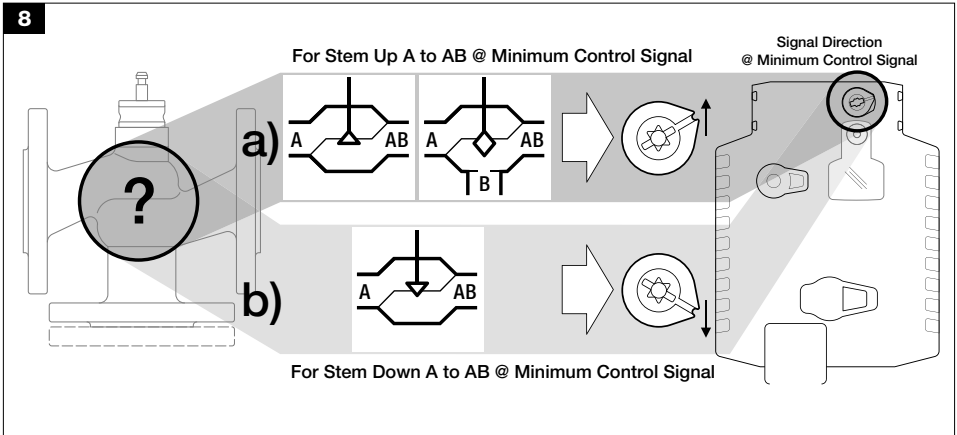 8
For Stem Up A to AB @ Minimum Control Signal
Signal Direction
@ Minimum Control Signal
a)
A AB
A AB
B
?
b)
A AB
For Stem Down A to AB @ Minimum Control Signal